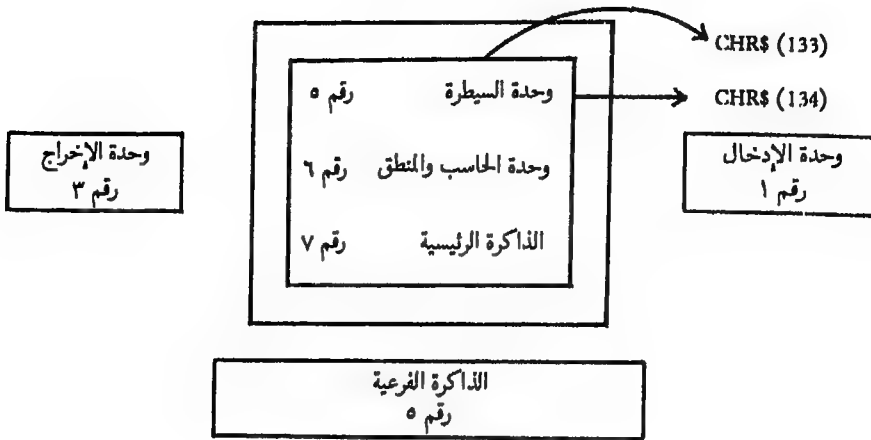 CHR$ (133)
وحدة السيطرة رقم ٥
CHR$ (134)
وحدة الإدخال
رقم ١
وحدة الحاسب والمنطق رقم ٦
وحدة الإخراج
رقم ٣
الذاكرة الرئيسية رقم ٧
الذاكرة الفرعية
رقم ٥